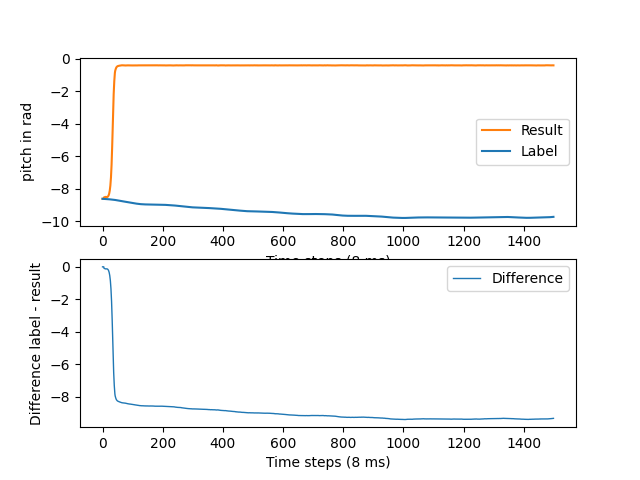 0
−2
−4
−6
−8
−10
pitch in rad
Result
Label
0 200 400 600 800 1000 1200 1400
Time steps (8 ms)
0
−2
−4
−6
−8
Difference label - result
Difference
0 200 400 600 800 1000 1200 1400
Time steps (8 ms)